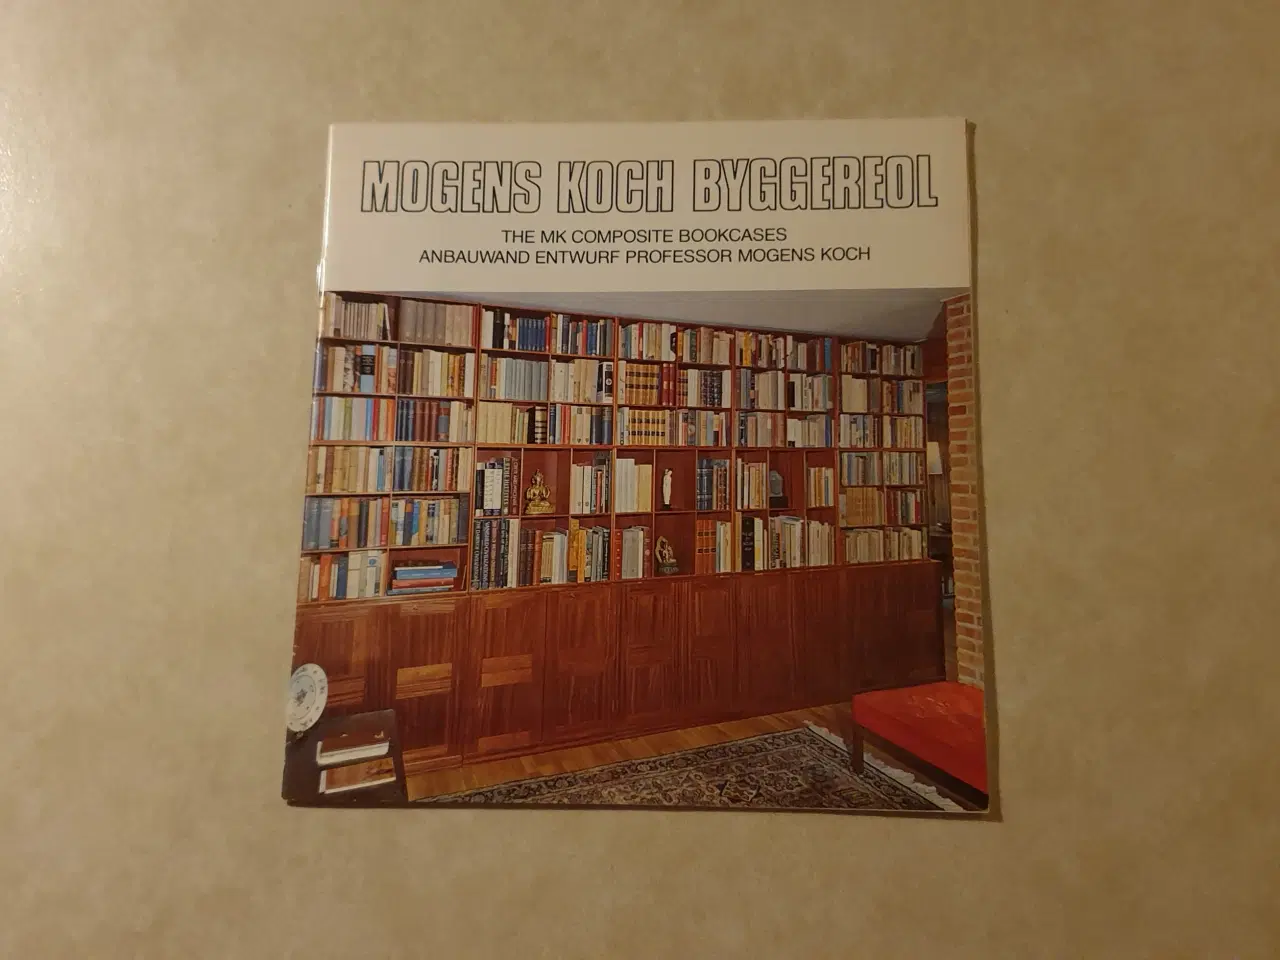 MOGENS KOCH BYGGEREOL
THE MK COMPOSITE BOOKCASES
ANBAUWAND ENTWURF PROFESSOR MOGENS KOCH